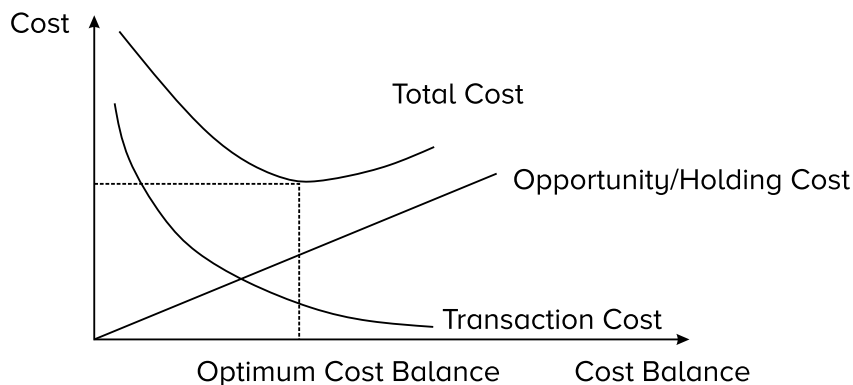 Cost
Total Cost
Opportunity/Holding Cost
Transaction Cost
Optimum Cost Balance
Cost Balance